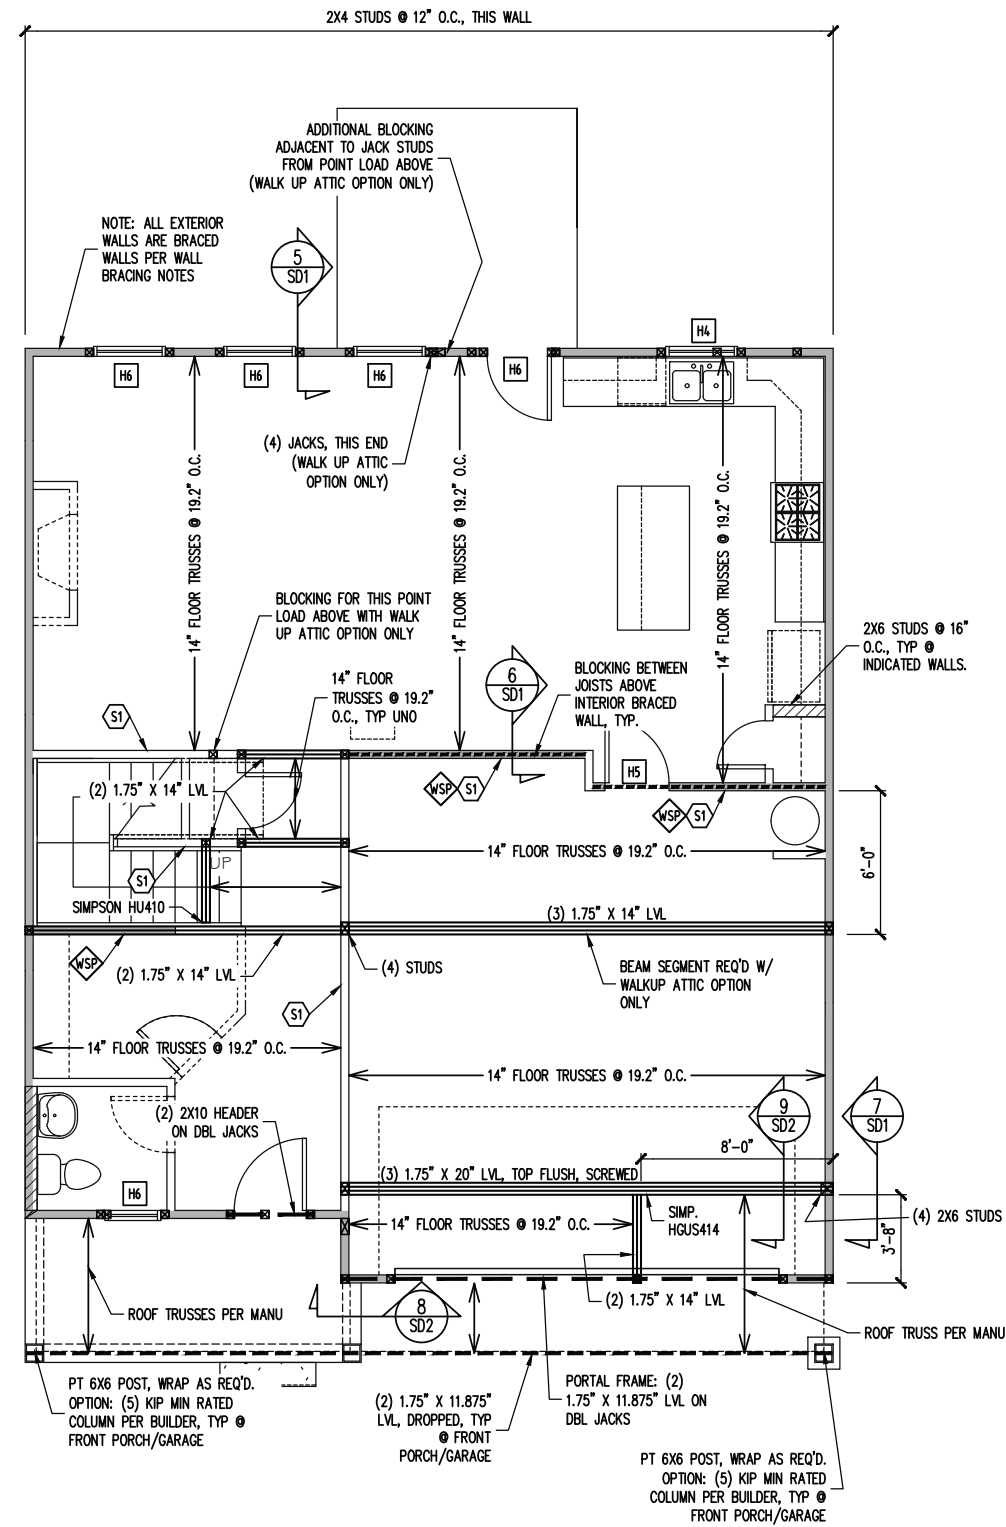 2X4 STUDS @ 12" O.C., THIS WALL
ADDITIONAL BLOCKING
ADJACENT TO JACK STUDS
FROM POINT LOAD ABOVE
(WALK UP ATTIC OPTION ONLY)
NOTE: ALL EXTERIOR
WALLS ARE BRACED
WALLS PER WALL
BRACING NOTES
5
SD1
H4
H6
H6
H6
H6
(4) JACKS, THIS END
(WALK UP ATTIC
OPTION ONLY)
14" FLOOR TRUSSES @ 19.2" O.C.
14" FLOOR TRUSSES @ 19.2" O.C.
14" FLOOR TRUSSES @ 19.2" O.C.
BLOCKING FOR THIS POINT
LOAD ABOVE WITH WALK
UP ATTIC OPTION ONLY
2X6 STUDS @ 16"
O.C., TYP @
INDICATED WALLS.
14" FLOOR
TRUSSES @ 19.2"
O.C., TYP UNO
6
SD1
BLOCKING BETWEEN
JOISTS ABOVE
INTERIOR BRACED
WALL, TYP.
S1
H5
(2) 1.75" X 14" LVL
WSP
S1
WSP
S1
14" FLOOR TRUSSES @ 19.2" O.C.
6'-0"
UP
S1
SIMPSON HU410
(3) 1.75" X 14" LVL
WSP
(2) 1.75" X 14" LVL
(4) STUDS
BEAM SEGMENT REQ'D W/
WALKUP ATTIC OPTION
ONLY
S1
14" FLOOR TRUSSES @ 19.2" O.C.
14" FLOOR TRUSSES @ 19.2" O.C.
(2) 2X10 HEADER
ON DBL JACKS
9
SD2
7
SD1
8'-0"
(3) 1.75" X 20" LVL, TOP FLUSH, SCREWED
H6
SIMP.
HGUS414
14" FLOOR TRUSSES @ 19.2" O.C.
(4) 2X6 STUDS
3'-8"
ROOF TRUSSES PER MANU
8
SD2
(2) 1.75" X 14" LVL
ROOF TRUSS PER MANU
PT 6X6 POST, WRAP AS REQ'D.
OPTION: (5) KIP MIN RATED
COLUMN PER BUILDER, TYP @
FRONT PORCH/GARAGE
(2) 1.75" X 11.875"
LVL, DROPPED, TYP
@ FRONT
PORCH/GARAGE
PORTAL FRAME: (2)
1.75" X 11.875" LVL ON
DBL JACKS
PT 6X6 POST, WRAP AS REQ'D.
OPTION: (5) KIP MIN RATED
COLUMN PER BUILDER, TYP @
FRONT PORCH/GARAGE